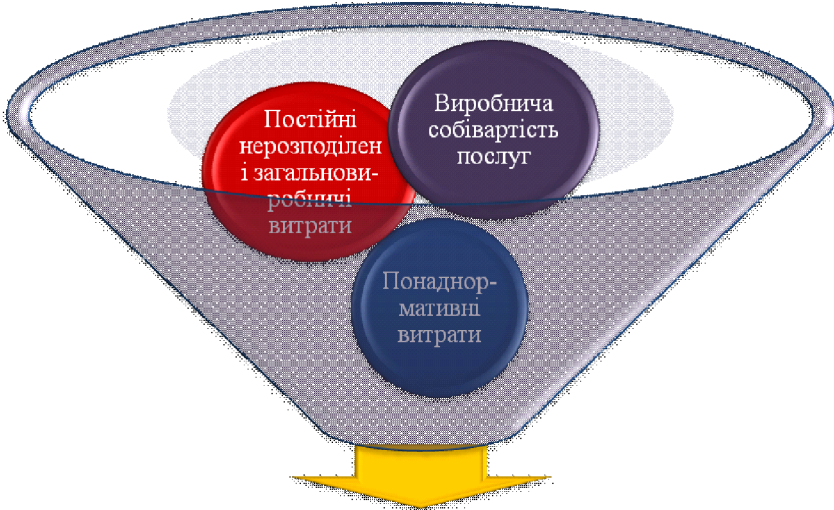 Постійні
нерозподілен
і загальнови-
робничі
витрати
Виробнича
собівартість
послуг
Понаднор-
мативні
витрати